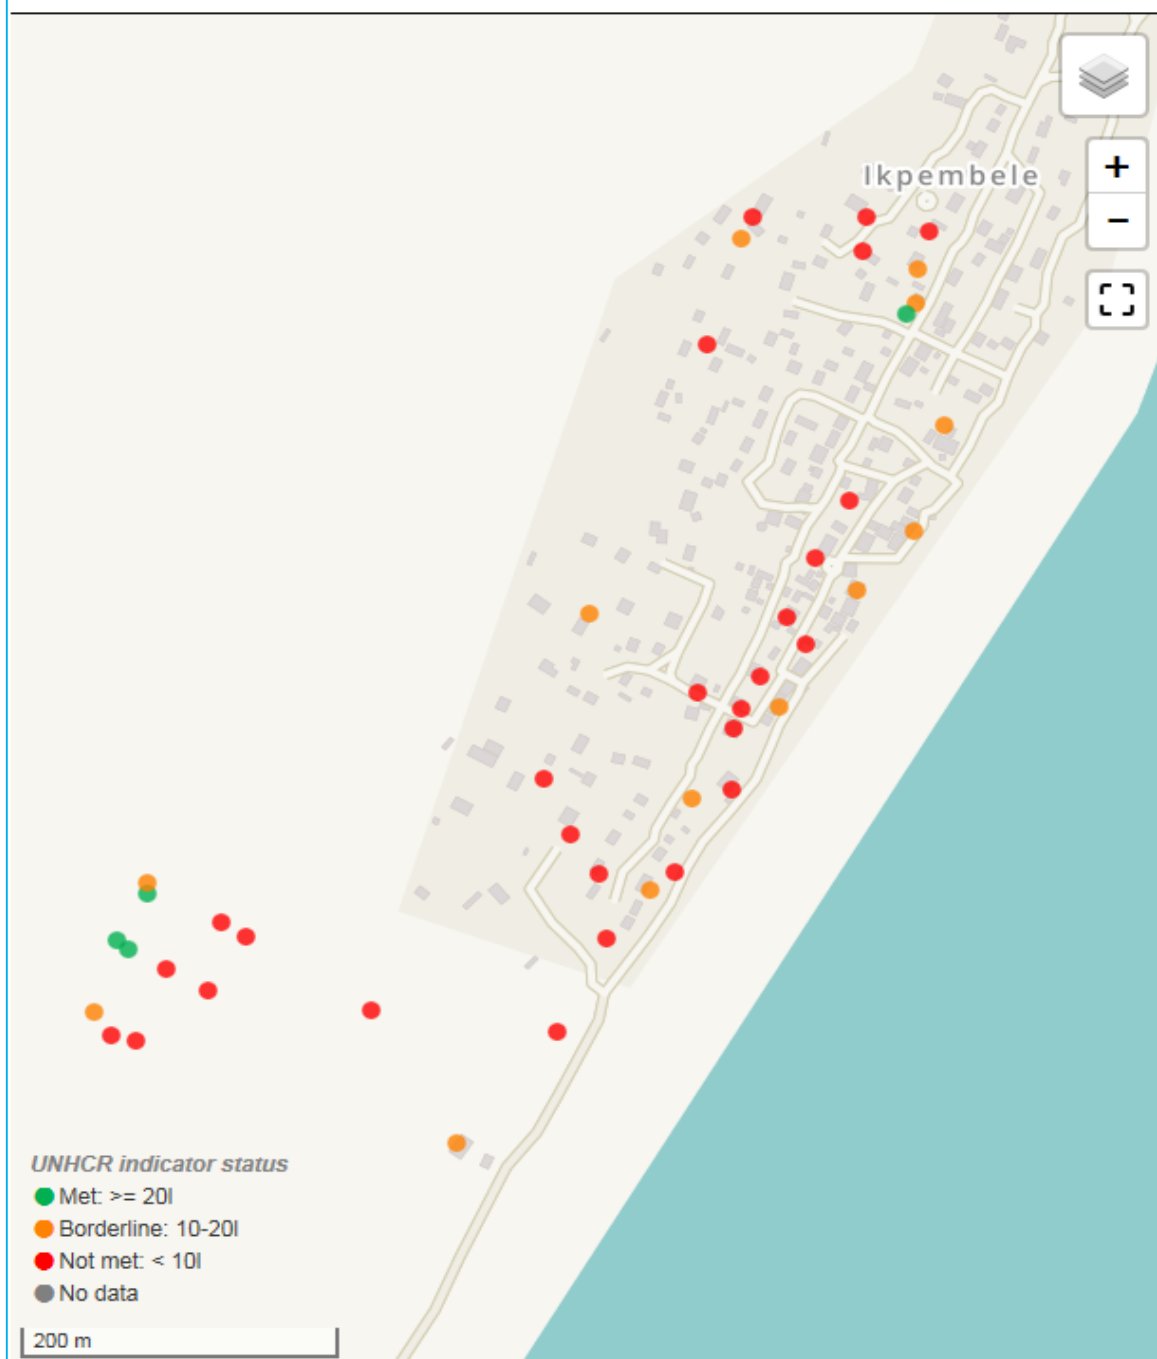 Ikpembele
+
−
UNHCR indicator status
Met: >= 20l
Borderline: 10-20l
Not met: < 10l
No data
200 m